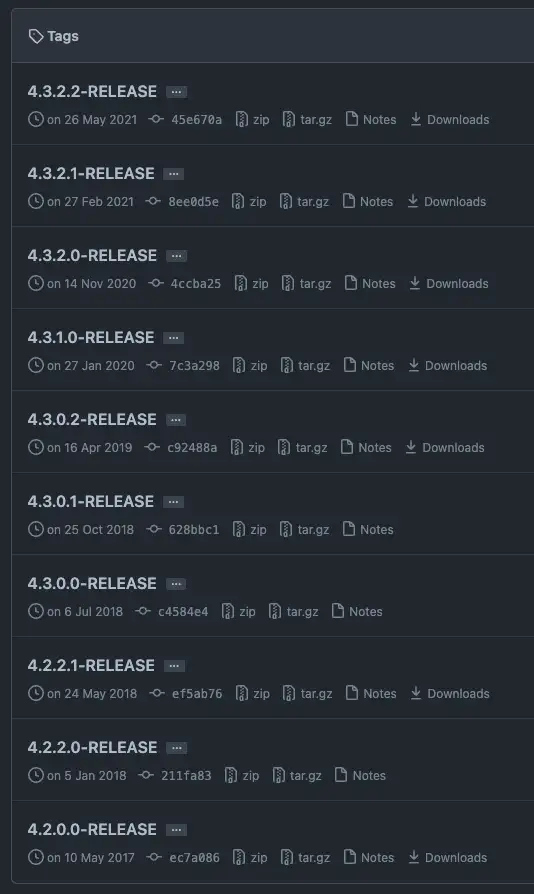 Tags
4.3.2.2-RELEASE ...
on 26 May 2021 45e670a zip tar.gz Notes Downloads
4.3.2.1-RELEASE ...
on 27 Feb 2021 8ee0d5e zip tar.gz Notes Downloads
4.3.2.0-RELEASE ...
on 14 Nov 2020 4ccba25 zip tar.gz Notes Downloads
4.3.1.0-RELEASE ...
on 27 Jan 2020 7c3a298 zip tar.gz Notes Downloads
4.3.0.2-RELEASE ...
on 16 Apr 2019 c92488a zip tar.gz Notes Downloads
4.3.0.1-RELEASE ...
on 25 Oct 2018 628bbc1 zip tar.gz Notes
4.3.0.0-RELEASE ...
on 6 Jul 2018 c4584e4 zip tar.gz Notes
4.2.2.1-RELEASE ...
on 24 May 2018 ef5ab76 zip tar.gz Notes Downloads
4.2.2.0-RELEASE ...
on 5 Jan 2018 211fa83 zip tar.gz Notes
4.2.0.0-RELEASE ...
on 10 May 2017 ec7a086 zip tar.gz Notes Downloads